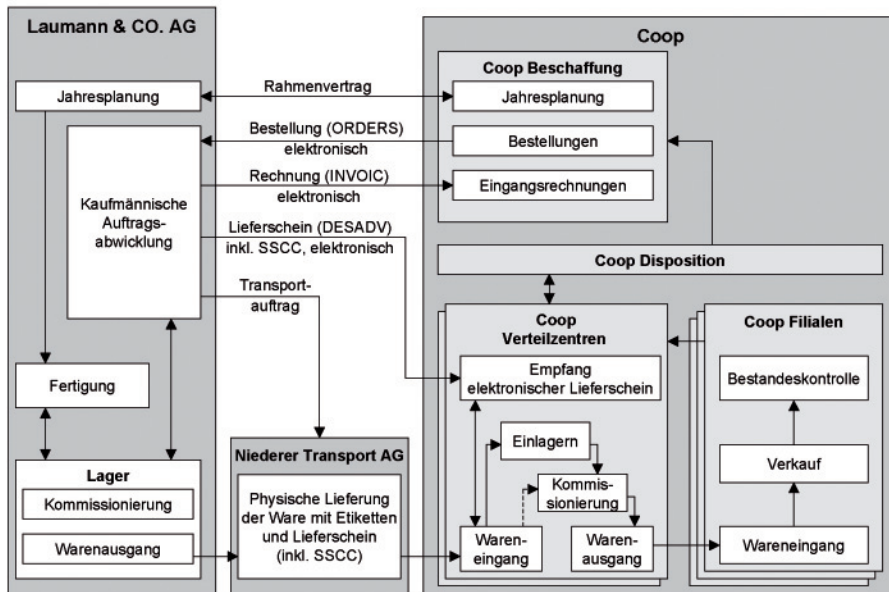 Laumann & CO. AG
Jahresplanung
Kaufmännische
Auftrags-
abwicklung
Fertigung
Lager
Kommissionierung
Warenausgang
Rahmenvertrag
Bestellung (ORDERS)
elektronisch
Rechnung (INVOIC)
elektronisch
Lieferschein (DESADV)
inkl. SSCC, elektronisch
Transport-
auftrag
Niederer Transport AG
Physische Lieferung
der Ware mit Etiketten
und Lieferschein
(inkl. SSCC)
Coop
Coop Beschaffung
Jahresplanung
Bestellungen
Eingangsrechnungen
Coop Disposition
Coop
Verteilzentren
Empfang
elektronischer Lieferschein
Einlagern
Kommis-
sionierung
Waren-
eingang
Waren-
ausgang
Coop Filialen
Bestandeskontrolle
Verkauf
Wareneingang